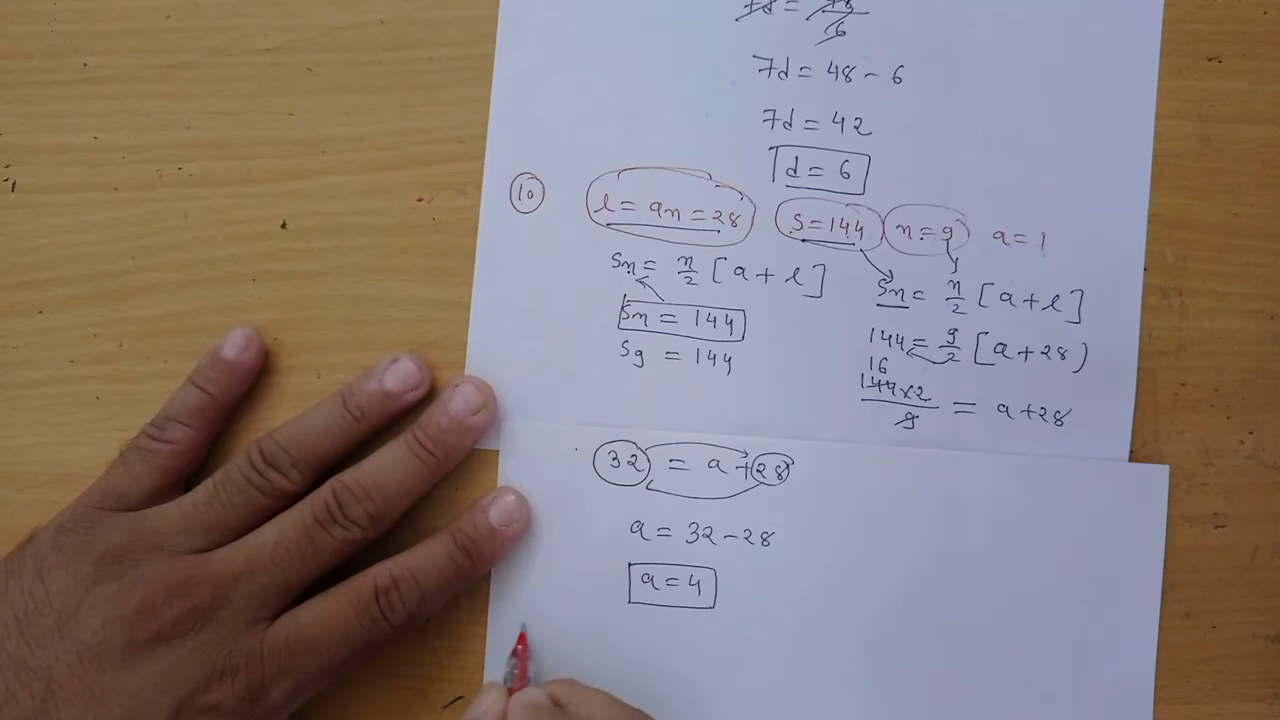 7d = 48 - 6
7d = 42
d = 6
10 l = an = 28 S = 144 n = 9 a = 1
Sn = n/2 [a + l] Sn = n/2 [a + l]
Sn = 144 144 = 9/2 [a + 28)
S9 = 144 16
144×2/9 = a + 28
32 = a + 28
a = 32 - 28
a = 4